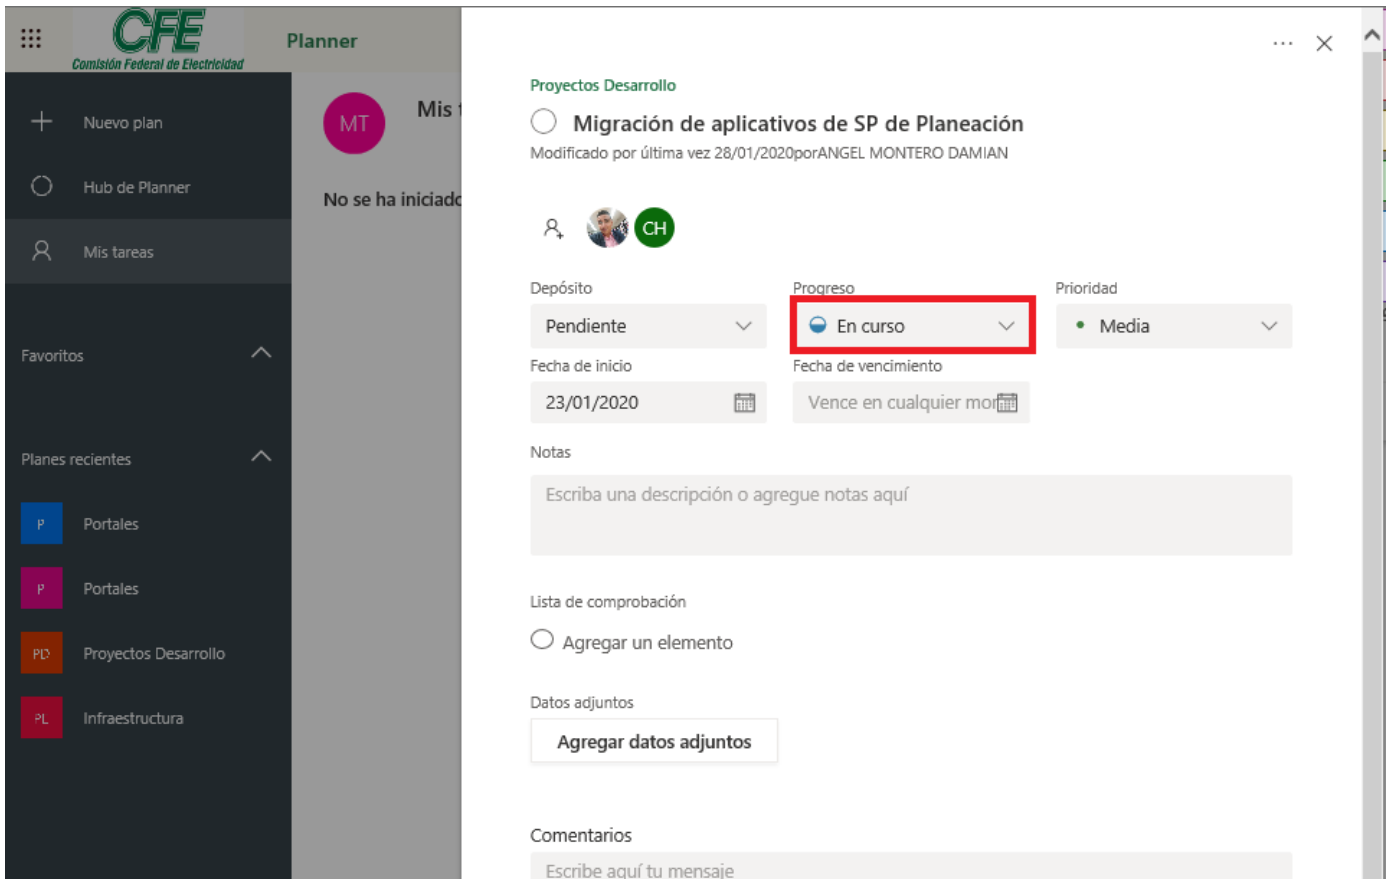 CFE
Comisión Federal de Electricidad
Planner
Nuevo plan
Hub de Planner
Mis tareas
Favoritos
Planes recientes
P Portales
P Portales
PD Proyectos Desarrollo
PL Infraestructura
MT
Mis
No se ha iniciado
Proyectos Desarrollo
Migración de aplicativos de SP de Planeación
Modificado por última vez 28/01/2020porANGEL MONTERO DAMIAN
CH
Depósito Progreso Prioridad
Pendiente En curso Media
Fecha de inicio Fecha de vencimiento
23/01/2020 Vence en cualquier mor
Notas
Escriba una descripción o agregue notas aquí
Lista de comprobación
Agregar un elemento
Datos adjuntos
Agregar datos adjuntos
Comentarios
Escribe aquí tu mensaje